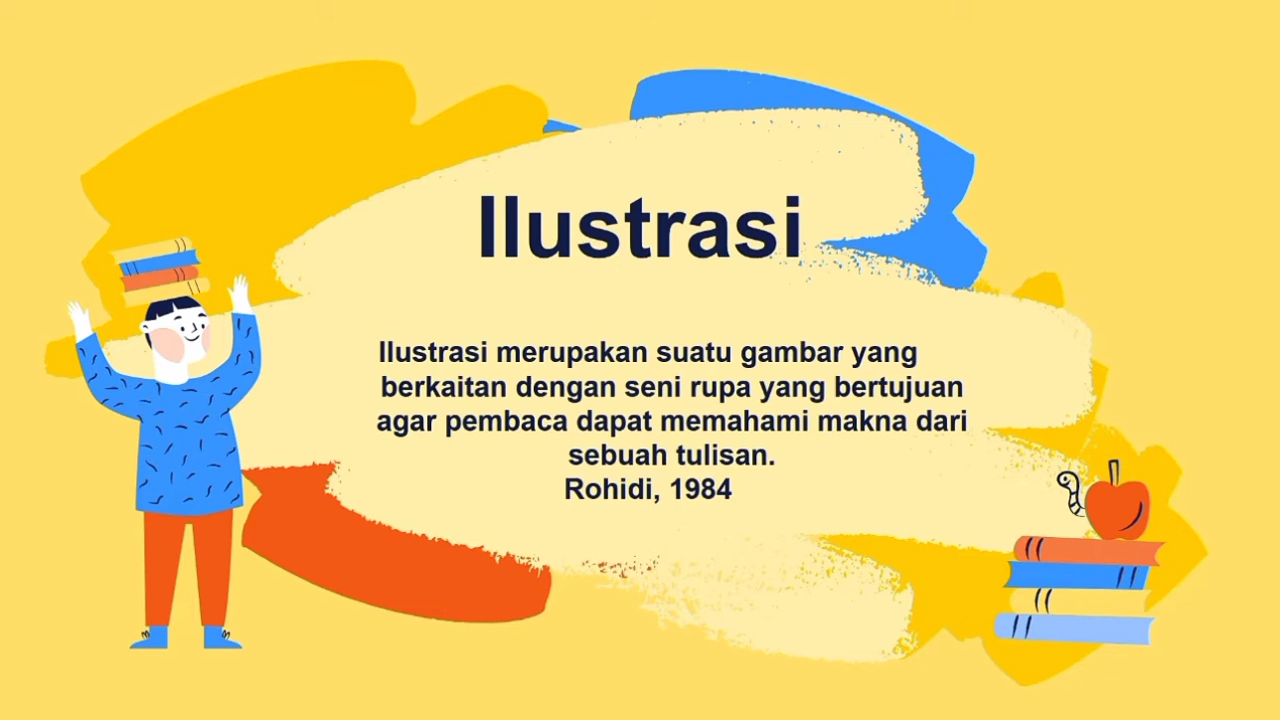 Ilustrasi
Ilustrasi merupakan suatu gambar yang
berkaitan dengan seni rupa yang bertujuan
agar pembaca dapat memahami makna dari
sebuah tulisan.
Rohidi, 1984